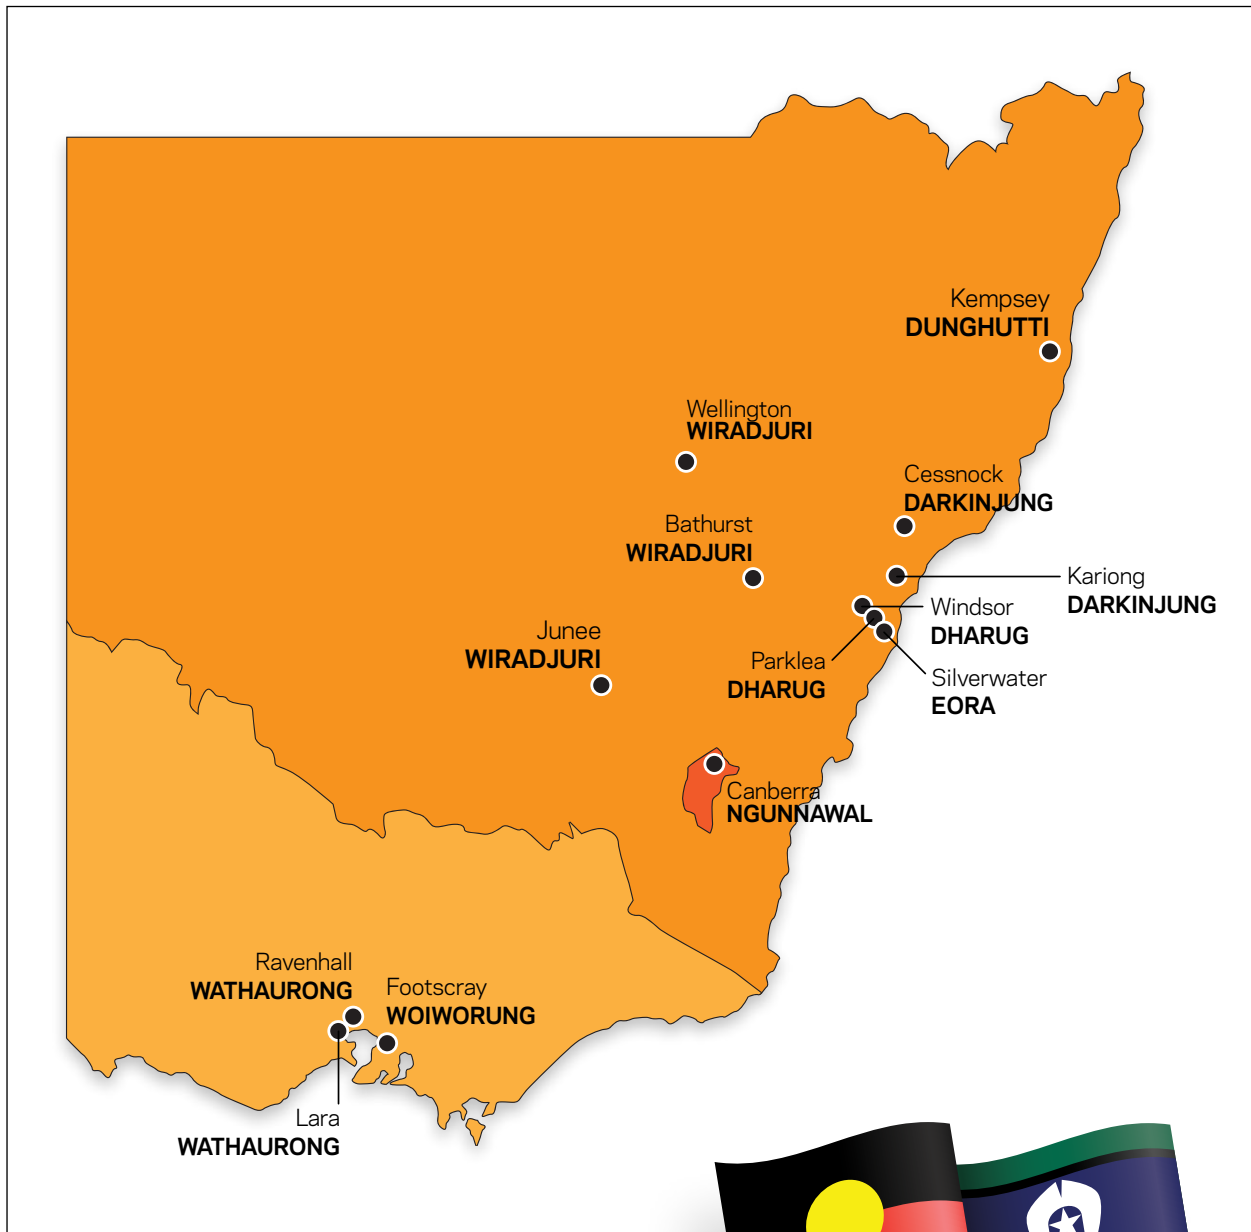 Kempsey
DUNGHUTTI
Wellington
WIRADJURI
Cessnock
DARKINJUNG
Bathurst
WIRADJURI
Kariong
DARKINJUNG
Windsor
DHARUG
Junee
WIRADJURI
Parklea
DHARUG
Silverwater
EORA
Canberra
NGUNNAWAL
Ravenhall
WATHAURONG
Footscray
WOIWORUNG
Lara
WATHAURONG